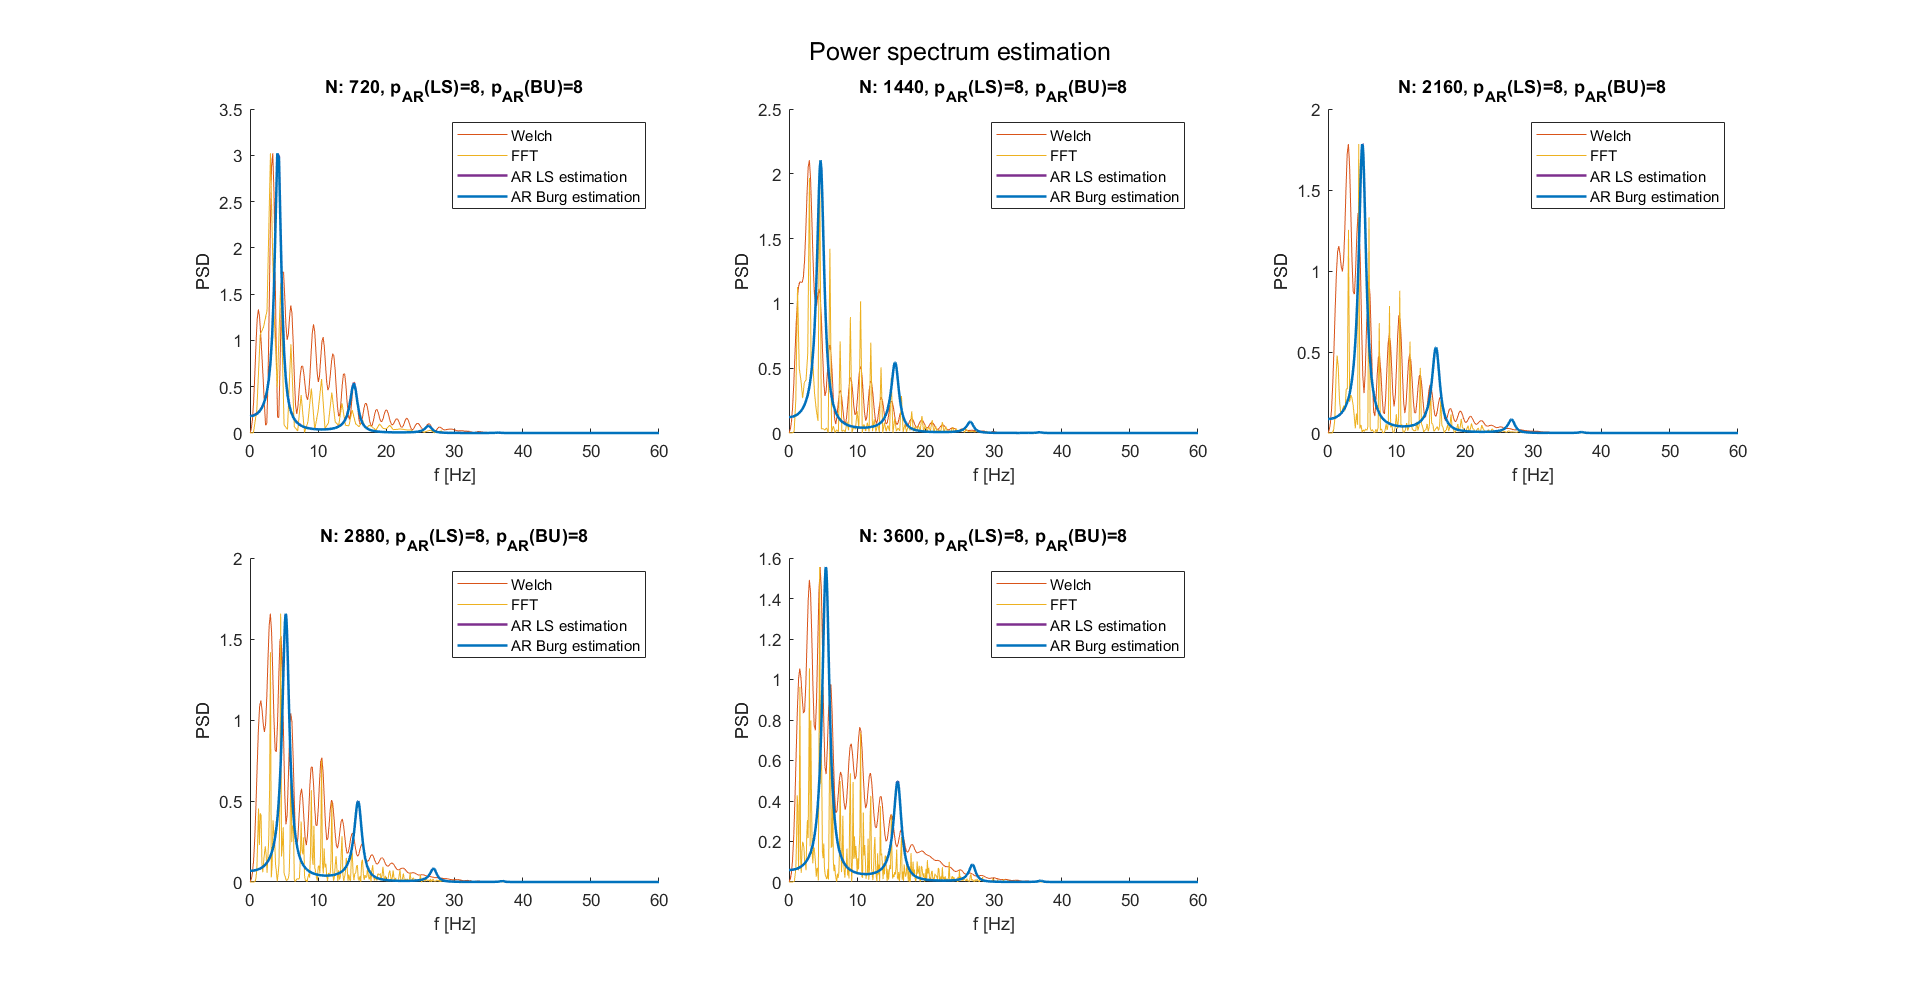 Power spectrum estimation
N: 720, pAR(LS)=8, pAR(BU)=8
3.5
3
2.5
2
1.5
1
0.5
0
PSD
Welch
FFT
AR LS estimation
AR Burg estimation
0 10 20 30 40 50 60
f [Hz]
N: 1440, pAR(LS)=8, pAR(BU)=8
2.5
2
1.5
1
0.5
0
PSD
Welch
FFT
AR LS estimation
AR Burg estimation
0 10 20 30 40 50 60
f [Hz]
N: 2160, pAR(LS)=8, pAR(BU)=8
2
1.5
1
0.5
0
PSD
Welch
FFT
AR LS estimation
AR Burg estimation
0 10 20 30 40 50 60
f [Hz]
N: 2880, pAR(LS)=8, pAR(BU)=8
2
1.5
1
0.5
0
PSD
Welch
FFT
AR LS estimation
AR Burg estimation
0 10 20 30 40 50 60
f [Hz]
N: 3600, pAR(LS)=8, pAR(BU)=8
1.6
1.4
1.2
1
0.8
0.6
0.4
0.2
0
PSD
Welch
FFT
AR LS estimation
AR Burg estimation
0 10 20 30 40 50 60
f [Hz]